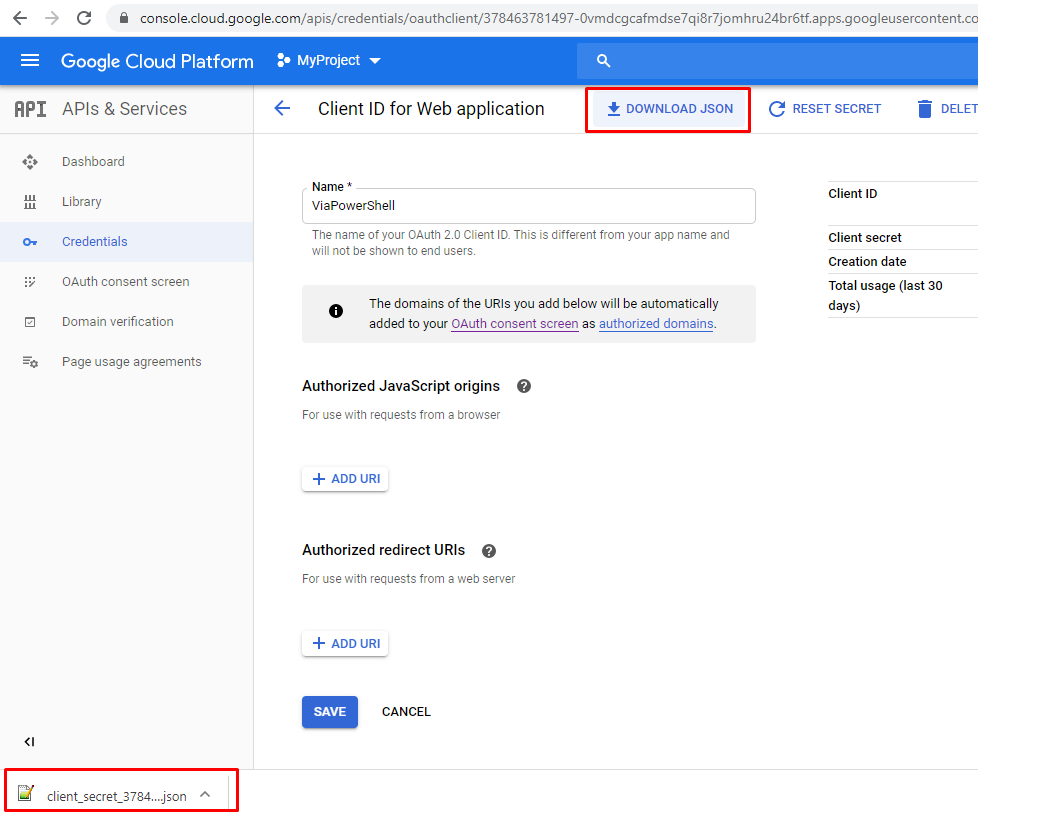 console.cloud.google.com/apis/credentials/oauthclient/378463781497-0vmdcgcafmdse7qi8r7jomhru24br6tf.apps.googleusercontent.co
Google Cloud Platform
MyProject
API APIs & Services
Client ID for Web application
DOWNLOAD JSON
RESET SECRET
DELET
Dashboard
Library
Credentials
OAuth consent screen
Domain verification
Page usage agreements
Name *
ViaPowerShell
The name of your OAuth 2.0 Client ID. This is different from your app name and
will not be shown to end users.
The domains of the URIs you add below will be automatically
added to your OAuth consent screen as authorized domains.
Authorized JavaScript origins
For use with requests from a browser
ADD URI
Authorized redirect URIs
For use with requests from a web server
ADD URI
SAVE
CANCEL
Client ID
Client secret
Creation date
Total usage (last 30
days)
client_secret_3784....json